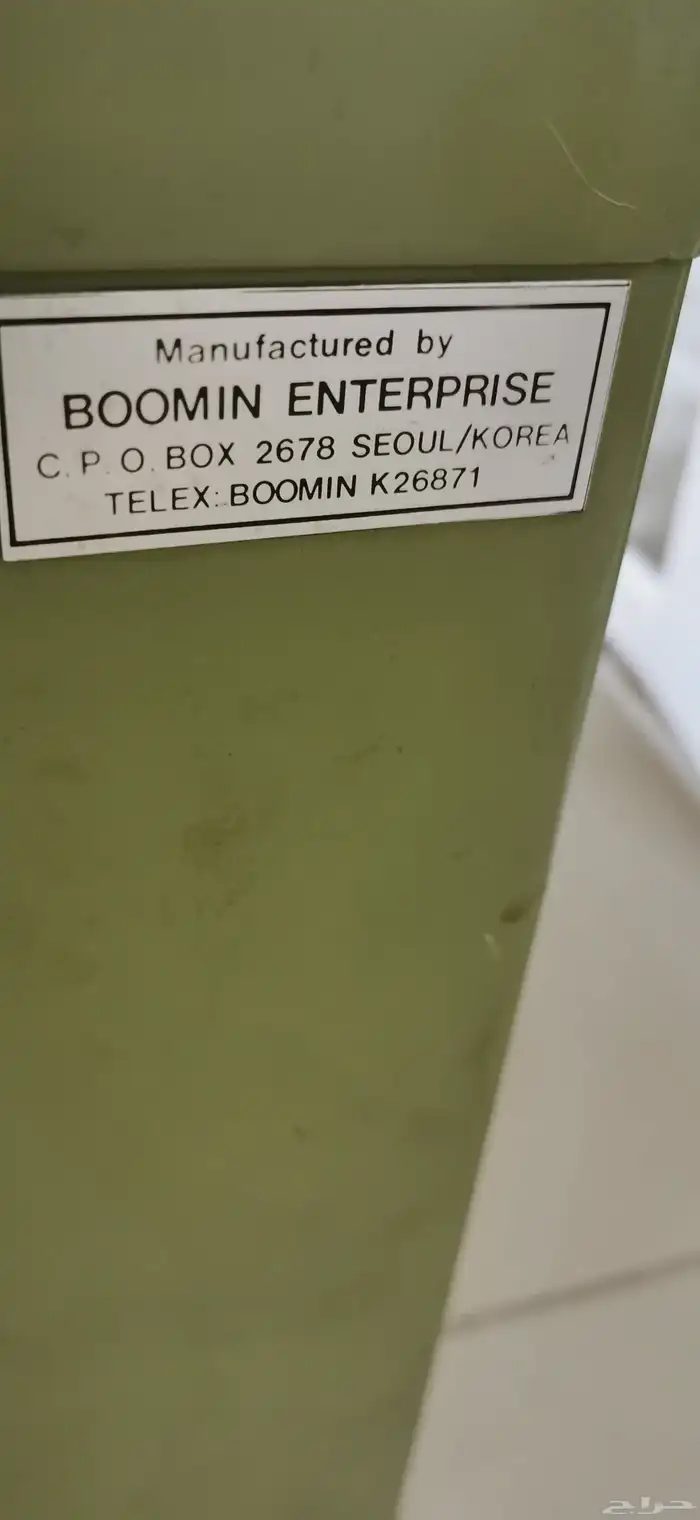 Manufactured by
BOOMIN ENTERPRISE
C. P. O. BOX 2678 SEOUL/KOREA
TELEX: BOOMIN K26871
حراج